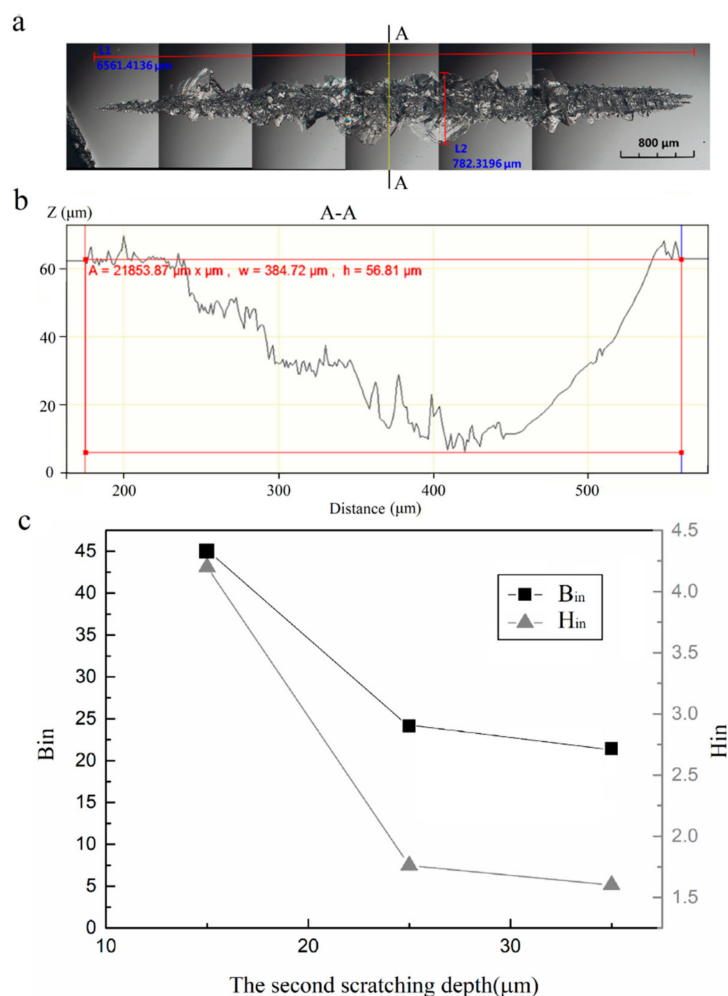 a
A
L1
6561.4136 μm
L2
782.3196 μm
800 μm
A
b
Z (μm)
A-A
A = 21853.87 μm x μm , w = 384.72 μm , h = 56.81 μm
60
40
20
0
200
300
400
500
Distance (μm)
c
45
40
35
30
25
20
15
10
5
0
Bin
4.5
4.0
3.5
3.0
2.5
2.0
1.5
Hin
Bin
Hin
10
20
30
The second scratching depth(μm)